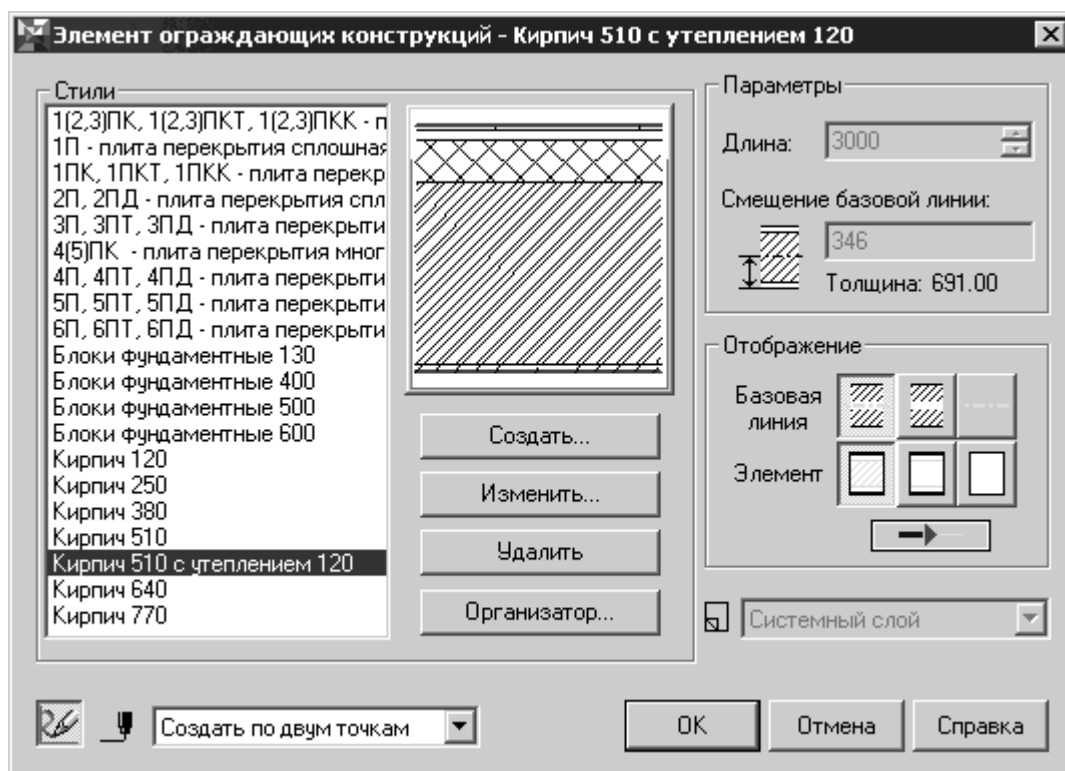 Элемент ограждающих конструкций - Кирпич 510 с утеплением 120
Стили
1(2,3)ПК, 1(2,3)ПКТ, 1(2,3)ПКК - п
1П - плита перекрытия сплошная
1ПК, 1ПКТ, 1ПКК - плита перекр
2П, 2ПД - плита перекрытия спл
3П, 3ПТ, 3ПД - плита перекрыти
4(5)ПК - плита перекрытия мног
4П, 4ПТ, 4ПД - плита перекрыти
5П, 5ПТ, 5ПД - плита перекрыти
6П, 6ПТ, 6ПД - плита перекрыти
Блоки фундаментные 130
Блоки фундаментные 400
Блоки фундаментные 500
Блоки фундаментные 600
Кирпич 120
Кирпич 250
Кирпич 380
Кирпич 510
Кирпич 510 с утеплением 120
Кирпич 640
Кирпич 770
Создать...
Изменить...
Удалить
Организатор...
Параметры
Длина: 3000
Смещение базовой линии:
346
Толщина: 691.00
Отображение
Базовая
линия
Элемент
Системный слой
Создать по двум точкам
OK
Отмена
Справка